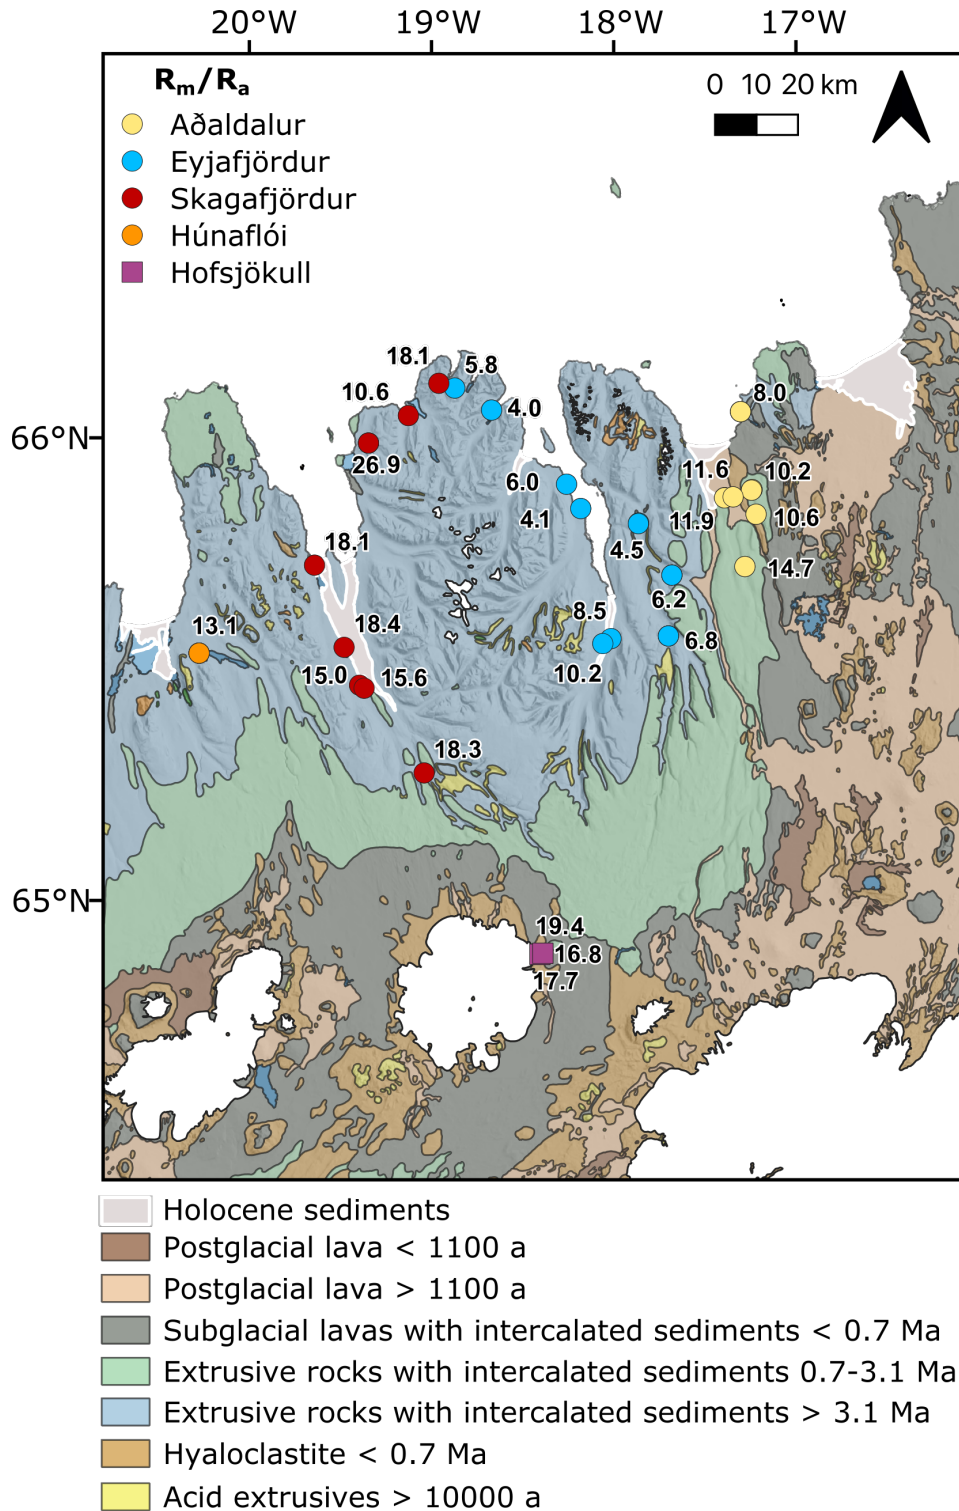 20°W 19°W 18°W 17°W
Rm/Ra
0 10 20 km
Aðaldalur
Eyjafjördur
Skagafjördur
Húnaflói
Hofsjökull
18.1
5.8
10.6
8.0
4.0
66°N
26.9
11.6
10.2
6.0
4.1
11.9
10.6
18.1
4.5
14.7
6.2
8.5
13.1
18.4
6.8
15.0
15.6
10.2
18.3
65°N
19.4
16.8
17.7
Holocene sediments
Postglacial lava < 1100 a
Postglacial lava > 1100 a
Subglacial lavas with intercalated sediments < 0.7 Ma
Extrusive rocks with intercalated sediments 0.7-3.1 Ma
Extrusive rocks with intercalated sediments > 3.1 Ma
Hyaloclastite < 0.7 Ma
Acid extrusives > 10000 a